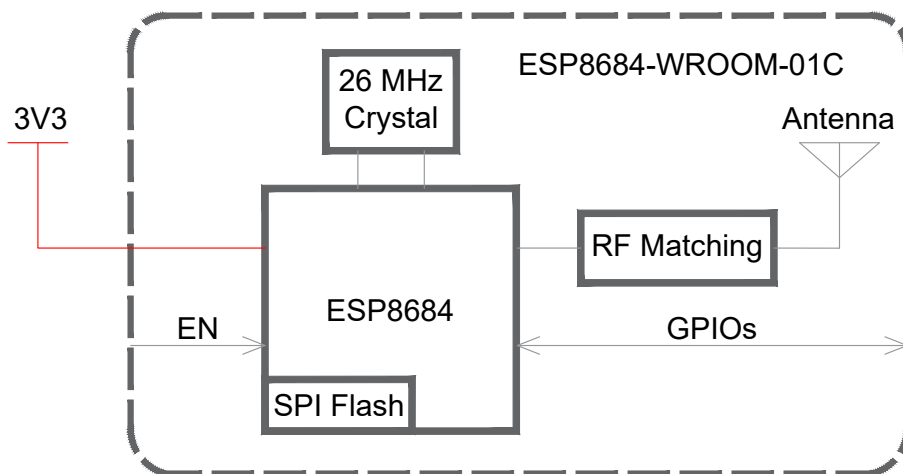 ESP8684-WROOM-01C
26 MHz
Crystal
3V3
Antenna
RF Matching
ESP8684
EN
GPIOs
SPI Flash